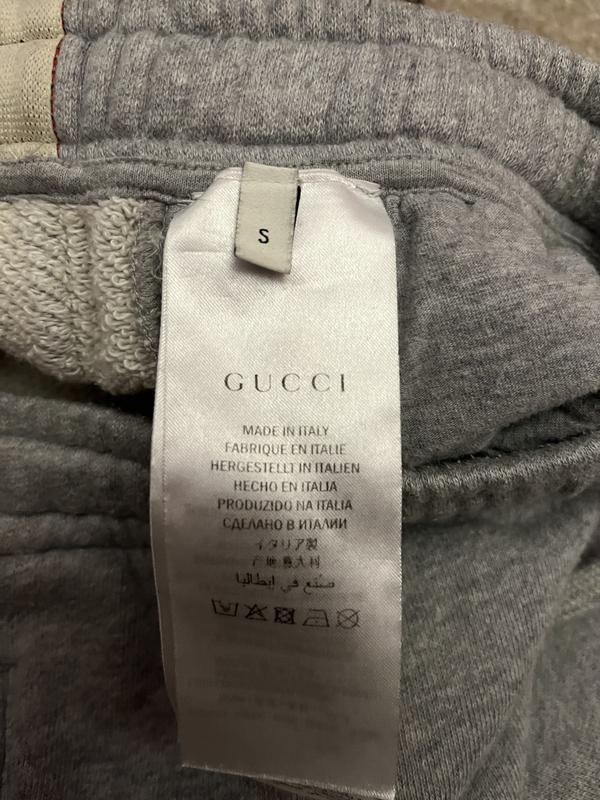 S
GUCCI
MADE IN ITALY
FABRIQUE EN ITALIE
HERGESTELLT IN ITALIEN
HECHO EN ITALIA
PRODUZIDO NA ITALIA
СДЕЛАНО В ИТАЛИИ
イタリア製
产地意大利
صنع في إيطاليا